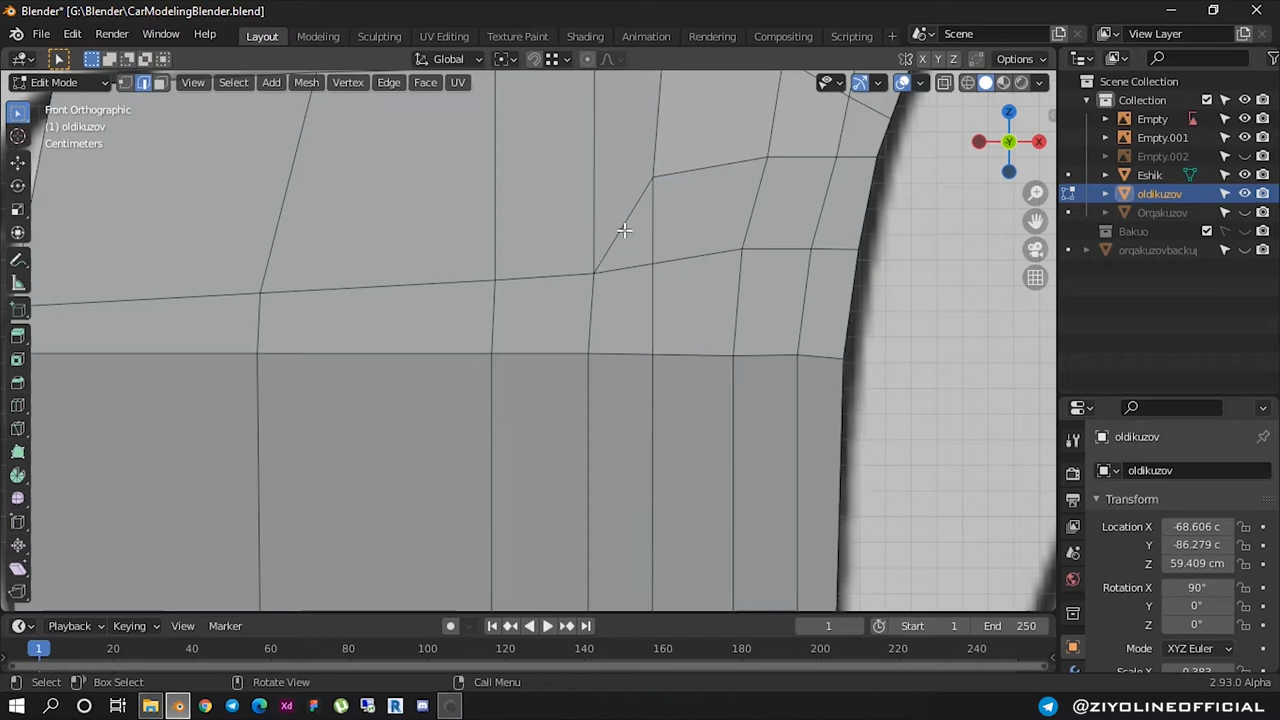 Blender* [G:\Blender\CarModelingBlender.blend]
File Edit Render Window Help Layout Modeling Sculpting UV Editing Texture Paint Shading Animation Rendering Compositing Scripting + Scene View Layer
Global X Y Z Options
Edit Mode View Select Add Mesh Vertex Edge Face UV
Front Orthographic
(1) oldikuzov
Centimeters
Z
Y
X
Scene Collection
Collection
Empty
Empty.001
Empty.002
Eshik
oldikuzov
Orqakuzov
Bakuo
orqakuzovbackup
oldikuzov
oldikuzov
Transform
Location X -68.606 c
Y -86.279 c
Z 59.409 cm
Rotation X 90°
Y 0°
Z 0°
Mode XYZ Euler
Playback Keying View Marker 1 Start 1 End 250
1 20 40 60 80 100 120 140 160 180 200 220 240
Select Box Select Rotate View Call Menu 2.93.0 Alpha
Xd R @ZIYOLINEOFFICIAL